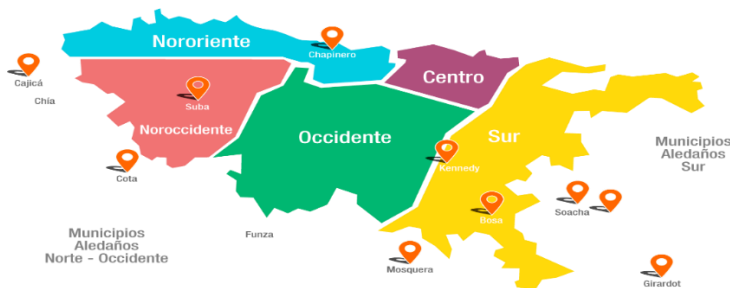 Nororiente
Chapinero
Centro
Cajicá
Chía
Suba
Noroccidente
Occidente
Sur
Kennedy
Municipios
Aledaños
Sur
Cota
Bosa
Soacha
Funza
Municipios
Aledaños
Norte - Occidente
Mosquera
Girardot